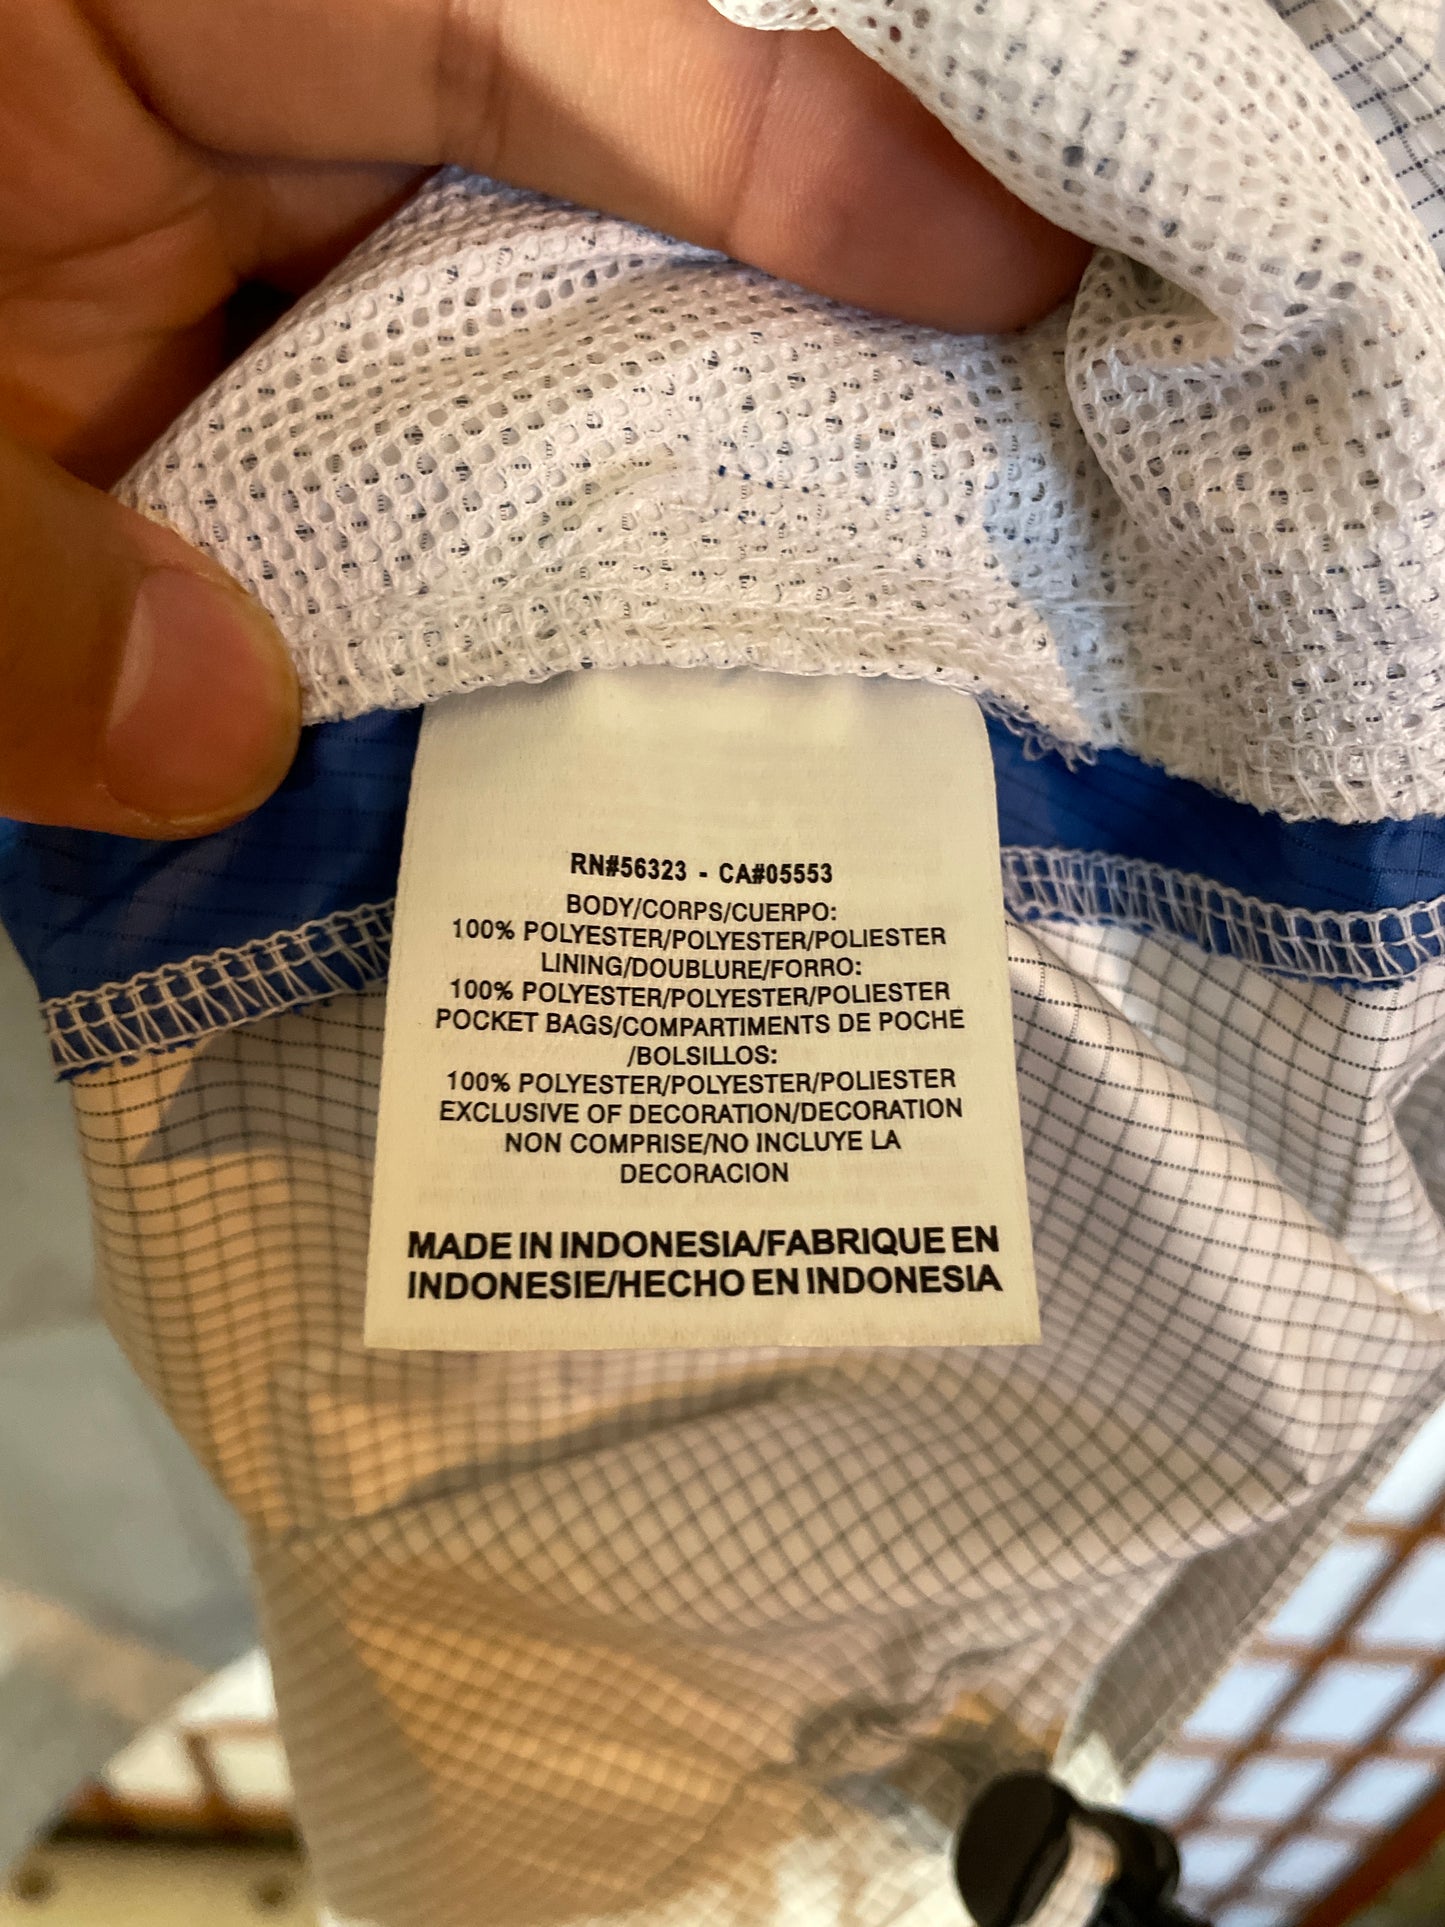 RN#56323 - CA#05553
BODY/CORPS/CUERPO:
100% POLYESTER/POLYESTER/POLIESTER
LINING/DOUBLURE/FORRO:
100% POLYESTER/POLYESTER/POLIESTER
POCKET BAGS/COMPARTIMENTS DE POCHE
/BOLSILLOS:
100% POLYESTER/POLYESTER/POLIESTER
EXCLUSIVE OF DECORATION/DECORATION
NON COMPRISE/NO INCLUYE LA
DECORACION
MADE IN INDONESIA/FABRIQUE EN
INDONESIE/HECHO EN INDONESIA